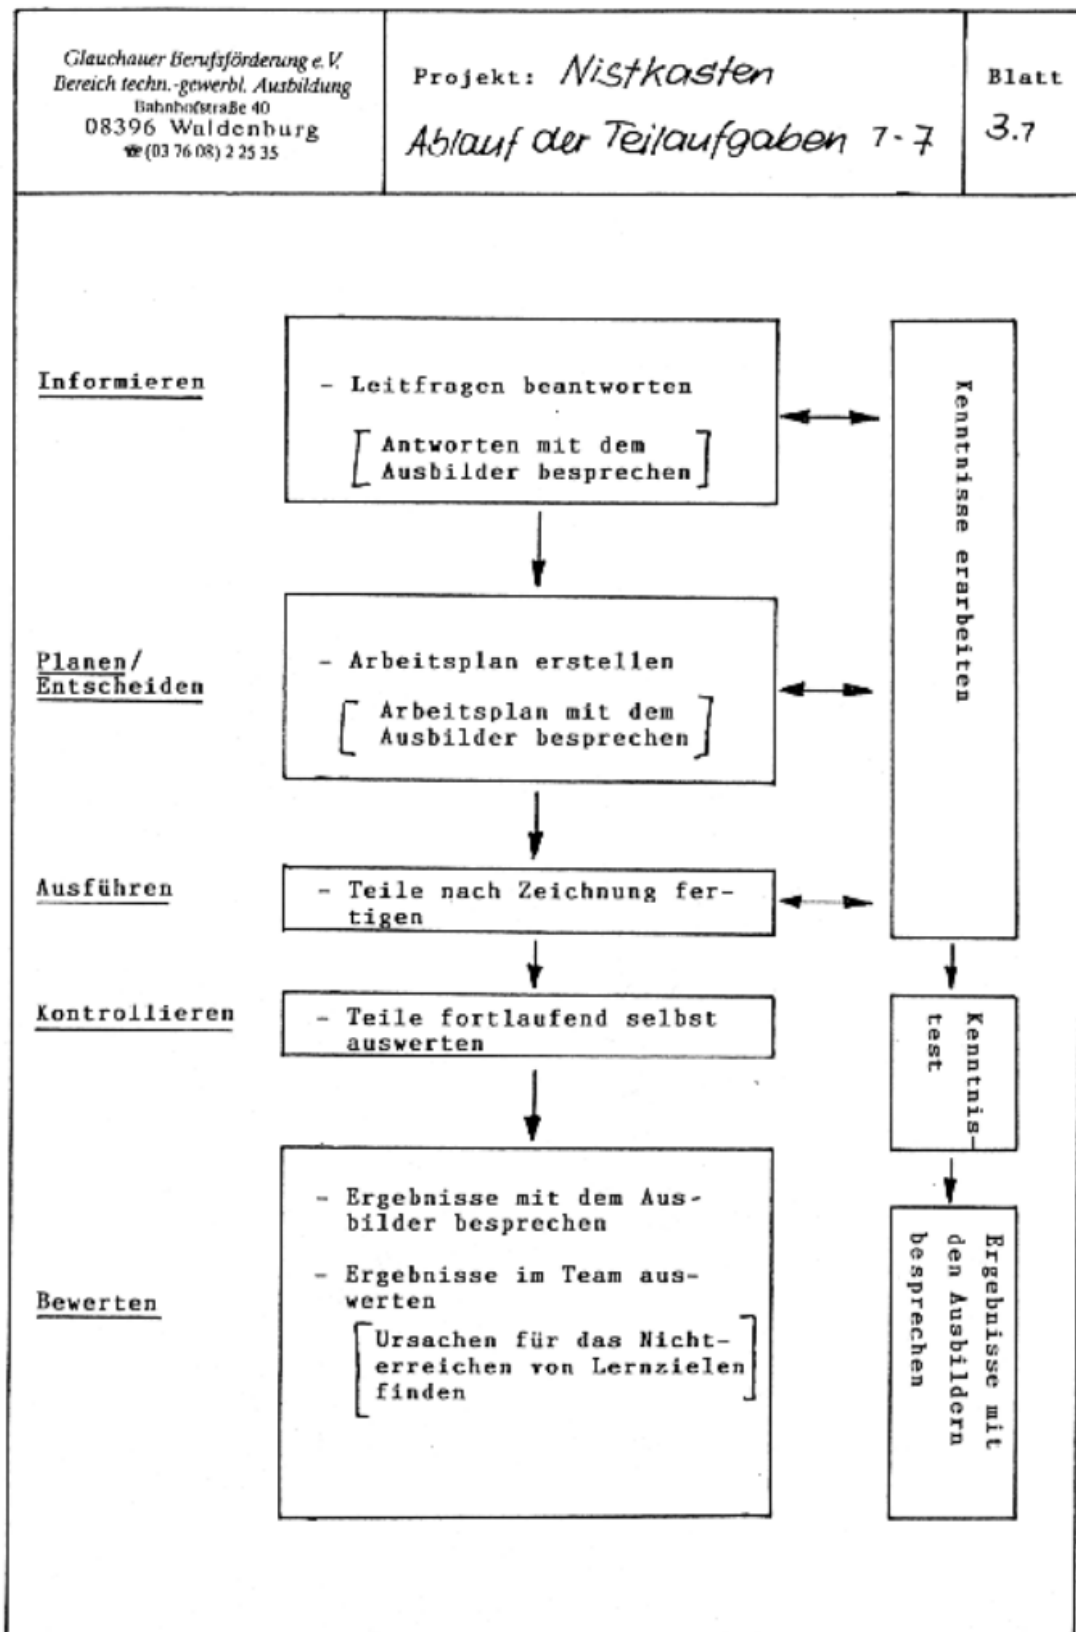 Glauchauer Berufsförderung e. V.
Bereich techn.-gewerbl. Ausbildung
Bahnhofstraße 40
08396 Waldenburg
☎ (03 76 08) 2 25 35
Projekt: Nistkasten
Ablauf der Teilaufgaben 1-7
Blatt
3.1
Informieren
- Leitfragen beantworten
[Antworten mit dem
Ausbilder besprechen]
Planen/
Entscheiden
- Arbeitsplan erstellen
[Arbeitsplan mit dem
Ausbilder besprechen]
Ausführen
- Teile nach Zeichnung fer-
tigen
Kontrollieren
- Teile fortlaufend selbst
auswerten
Bewerten
- Ergebnisse mit dem Aus-
bilder besprechen
- Ergebnisse im Team aus-
werten
[Ursachen für das Nicht-
erreichen von Lernzielen
finden]
Kenntnisse erarbeiten
Kenntnis-
test
Ergebnisse mit
den Ausbildern
besprechen